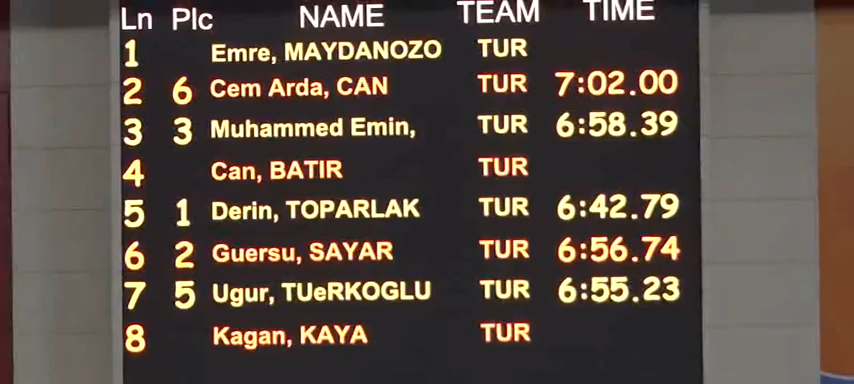 Ln Plc NAME TEAM TIME
1 Emre, MAYDANOZO TUR
2 6 Cem Arda, CAN TUR 7:02.00
3 3 Muhammed Emin, TUR 6:58.39
4 Can, BATIR TUR
5 1 Derin, TOPARLAK TUR 6:42.79
6 2 Guersu, SAYAR TUR 6:56.74
7 5 Ugur, TUeRKOGLU TUR 6:55.23
8 Kagan, KAYA TUR